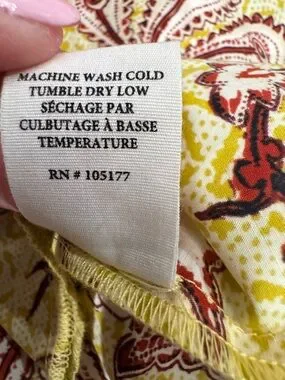 MACHINE WASH COLD
TUMBLE DRY LOW
SÉCHAGE PAR
CULBUTAGE À BASSE
TEMPERATURE
RN # 105177